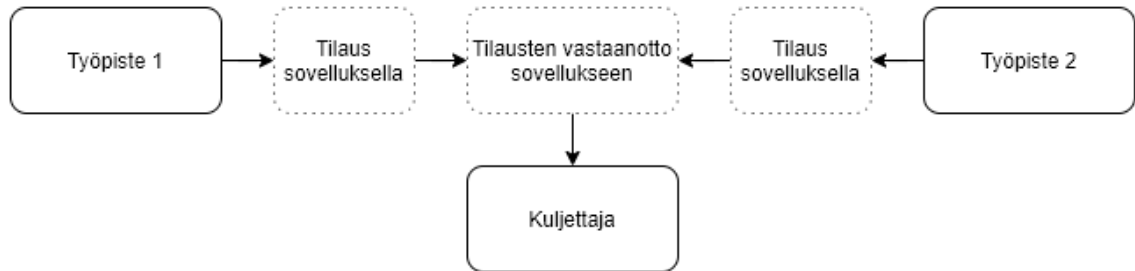 Työpiste 1
Tilaus
sovelluksella
Tilausten vastaanotto
sovellukseen
Tilaus
sovelluksella
Työpiste 2
Kuljettaja